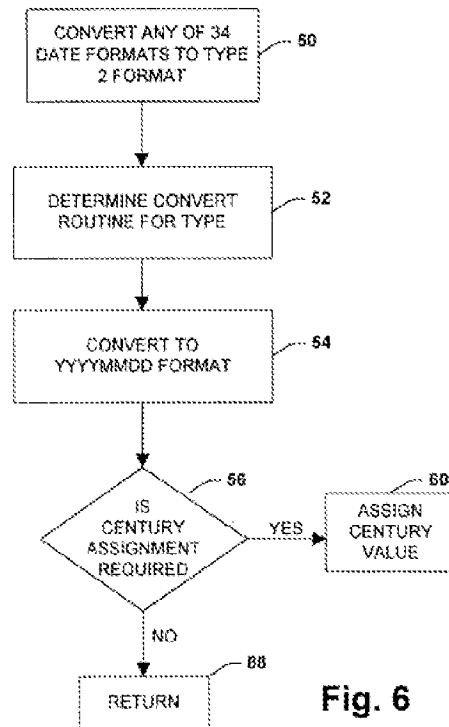 CONVERT ANY OF 34
DATE FORMATS TO TYPE
2 FORMAT
50
DETERMINE CONVERT
ROUTINE FOR TYPE
52
CONVERT TO
YYYYMMDD FORMAT
54
56
IS
CENTURY
ASSIGNMENT
REQUIRED
YES
60
ASSIGN
CENTURY
VALUE
NO
RETURN
Fig. 6